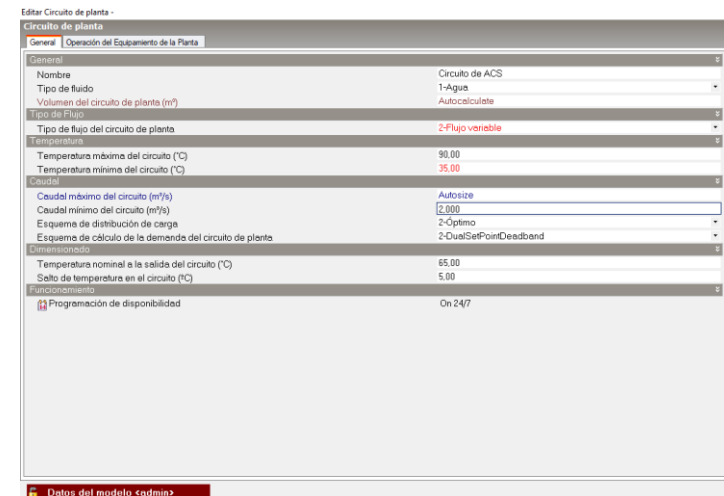 Editar Circuito de planta -
Circuito de planta
General Operación del Equipamiento de la Planta
General
Nombre Circuito de ACS
Tipo de fluido 1-Agua
Volumen del circuito de planta (m³) Autocalculate
Tipo de Flujo
Tipo de flujo del circuito de planta 2-Flujo variable
Temperatura
Temperatura máxima del circuito (°C) 90,00
Temperatura mínima del circuito (°C) 35,00
Caudal
Caudal máximo del circuito (m³/s) Autosize
Caudal mínimo del circuito (m³/s) 2,000
Esquema de distribución de carga 2-Óptimo
Esquema de cálculo de la demanda del circuito de planta 2-DualSetPointDeadband
Dimensionado
Temperatura nominal a la salida del circuito (°C) 65,00
Salto de temperatura en el circuito (ºC) 5,00
Funcionamiento
Programación de disponibilidad On 24/7
Datos del modelo <admin>